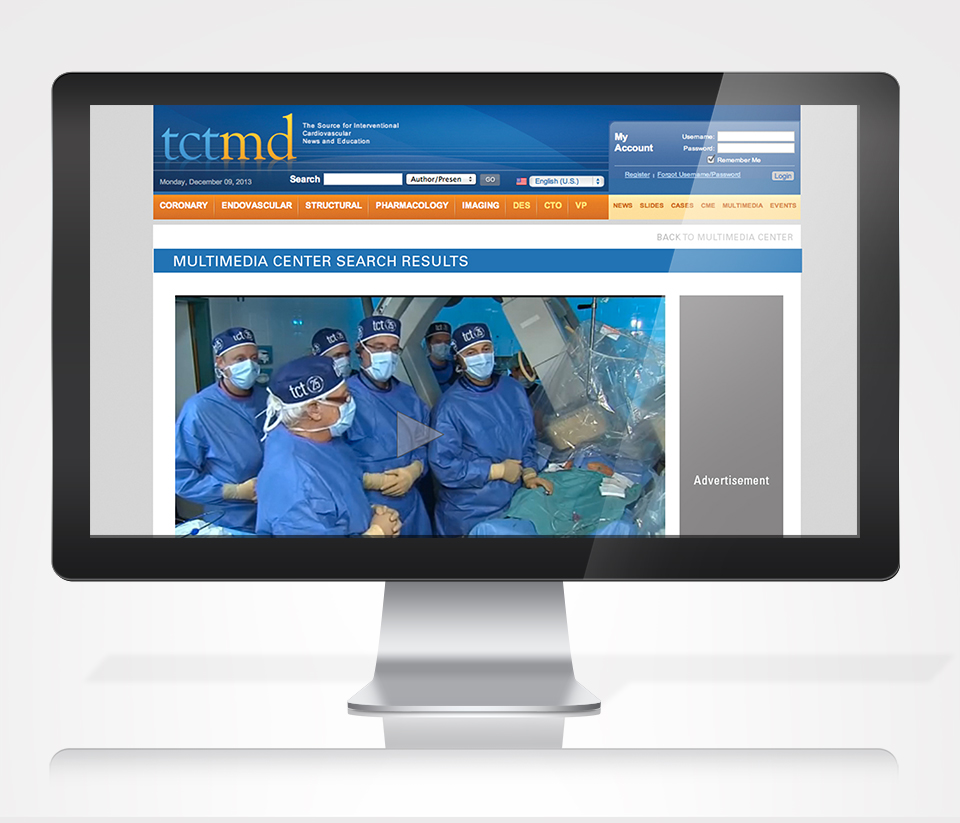 tctmd
The Source for Interventional
Cardiovascular
News and Education
Monday, December 09, 2013
Search
Author/Presen
GO
English (U.S.)
My
Account
Username:
Password:
Remember Me
Register
Forgot Username/Password
Login
CORONARY
ENDOVASCULAR
STRUCTURAL
PHARMACOLOGY
IMAGING
DES
CTO
VP
NEWS
SLIDES
CASES
CME
MULTIMEDIA
EVENTS
BACK TO MULTIMEDIA CENTER
MULTIMEDIA CENTER SEARCH RESULTS
tct
tct
tct 25
tct
tct 25
Advertisement